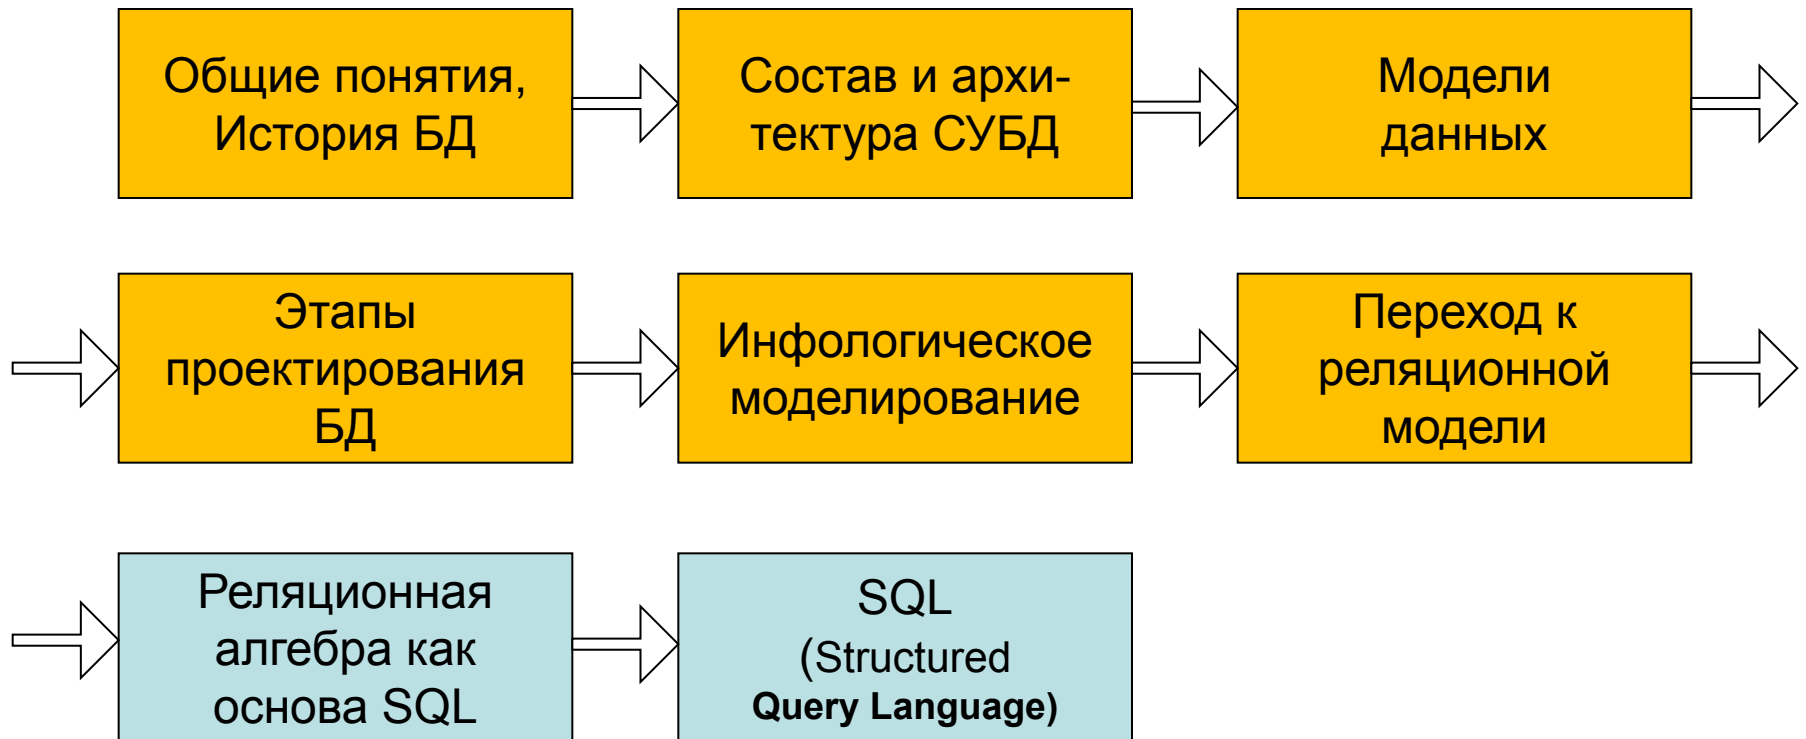 Общие понятия,
История БД
Состав и архи-
тектура СУБД
Модели
данных
Этапы
проектирования
БД
Инфологическое
моделирование
Переход к
реляционной
модели
Реляционная
алгебра как
основа SQL
SQL
(Structured
Query Language)